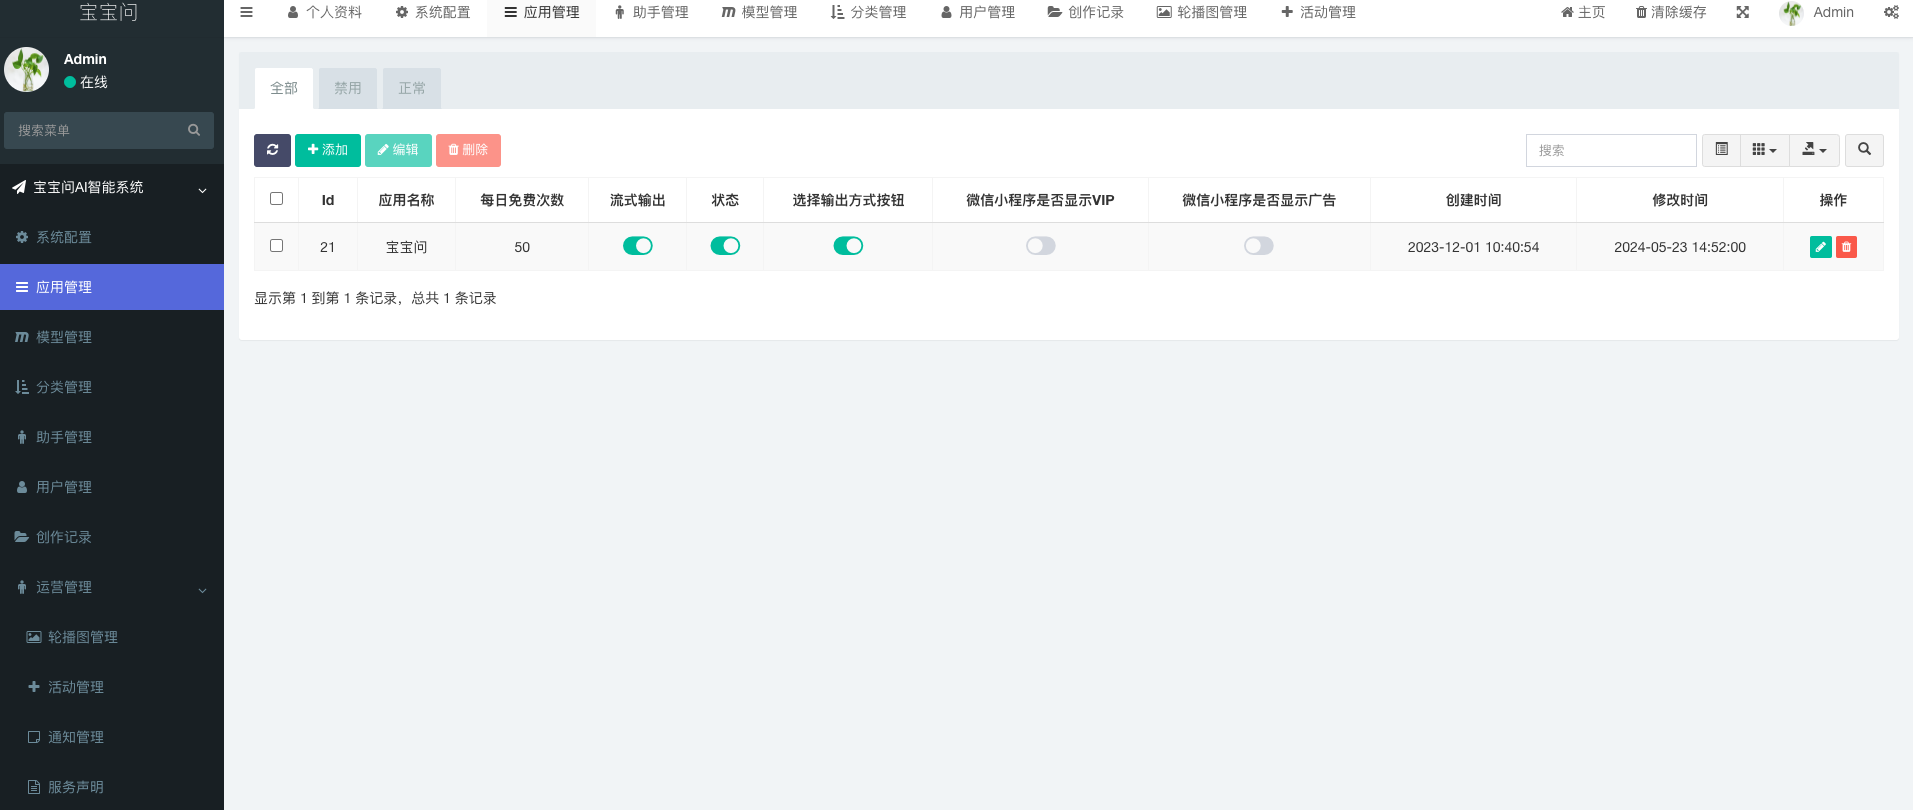 宝宝问
个人资料
系统配置
应用管理
助手管理
模型管理
分类管理
用户管理
创作记录
轮播图管理
活动管理
主页
清除缓存
Admin
Admin
在线
搜索菜单
宝宝问AI智能系统
系统配置
应用管理
模型管理
分类管理
助手管理
用户管理
创作记录
运营管理
轮播图管理
活动管理
通知管理
服务声明
全部
禁用
正常
添加
编辑
删除
搜索
Id 应用名称 每日免费次数 流式输出 状态 选择输出方式按钮 微信小程序是否显示VIP 微信小程序是否显示广告 创建时间 修改时间 操作
21 宝宝问 50 2023-12-01 10:40:54 2024-05-23 14:52:00
显示第 1 到第 1 条记录，总共 1 条记录